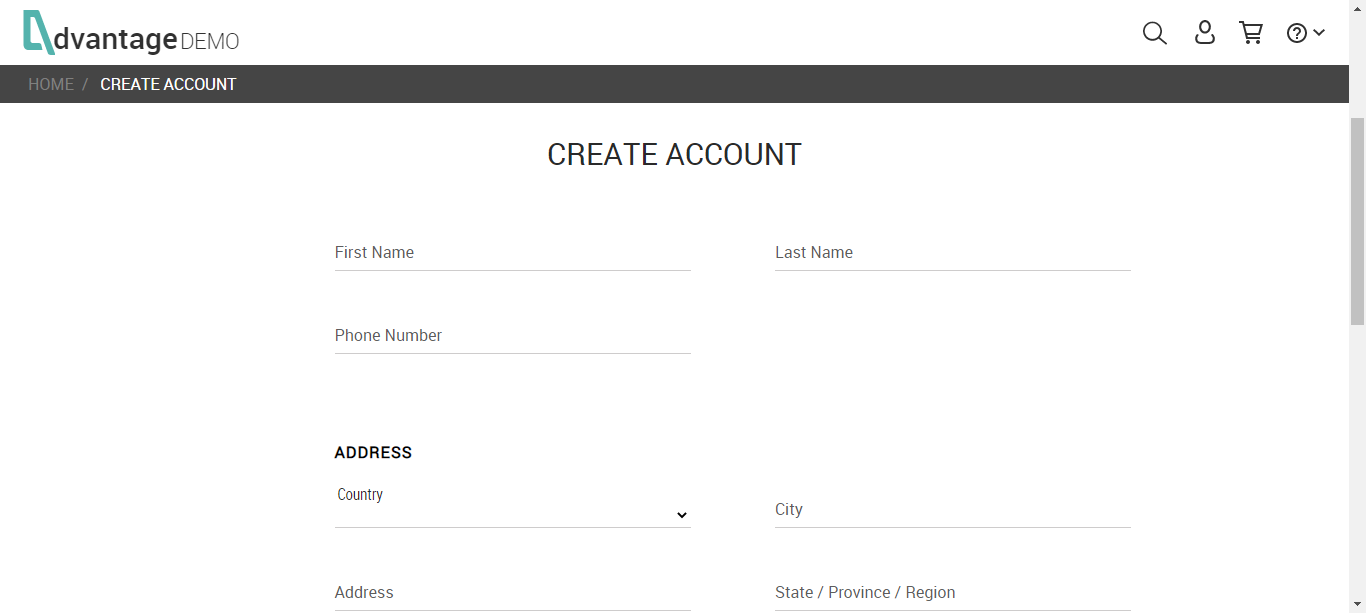 dvantage DEMO
HOME / CREATE ACCOUNT
CREATE ACCOUNT
First Name
Last Name
Phone Number
ADDRESS
Country
City
Address
State / Province / Region